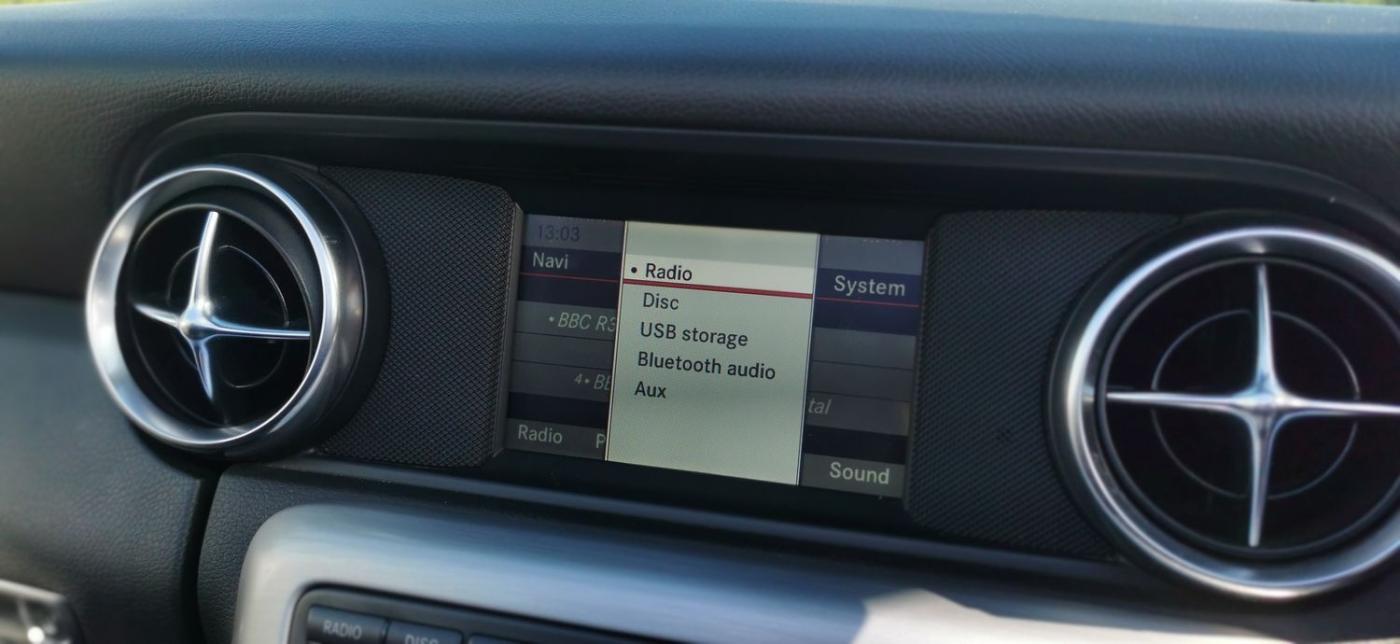 13:03
Navi
• Radio
System
Disc
• BBC R3
USB storage
Bluetooth audio
4• BB
Aux
tal
Radio
P
Sound
RADIO
DISC